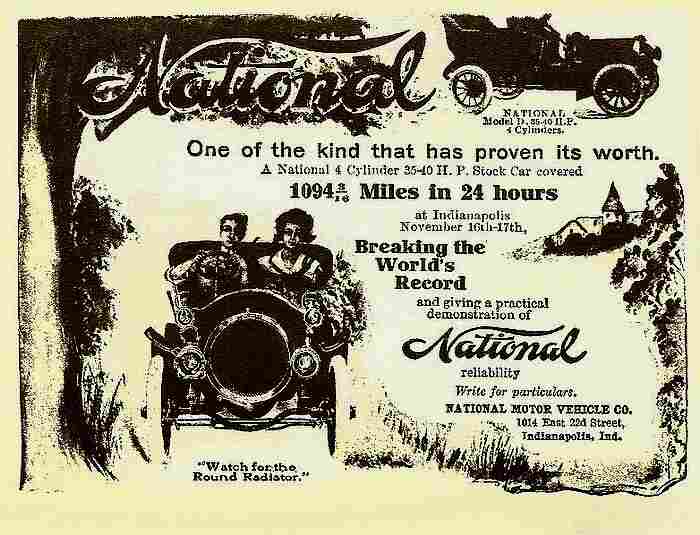 National
NATIONAL
Model D. 35-40 H.P.
4 Cylinders.
One of the kind that has proven its worth.
A National 4 Cylinder 35-40 H. P. Stock Car covered
1094 3/16 Miles in 24 hours
at Indianapolis
November 16th-17th,
Breaking the
World's
Record
and giving a practical
demonstration of
National
reliability
Write for particulars.
NATIONAL MOTOR VEHICLE CO.
1014 East 22d Street,
Indianapolis, Ind.
"Watch for the
Round Radiator."